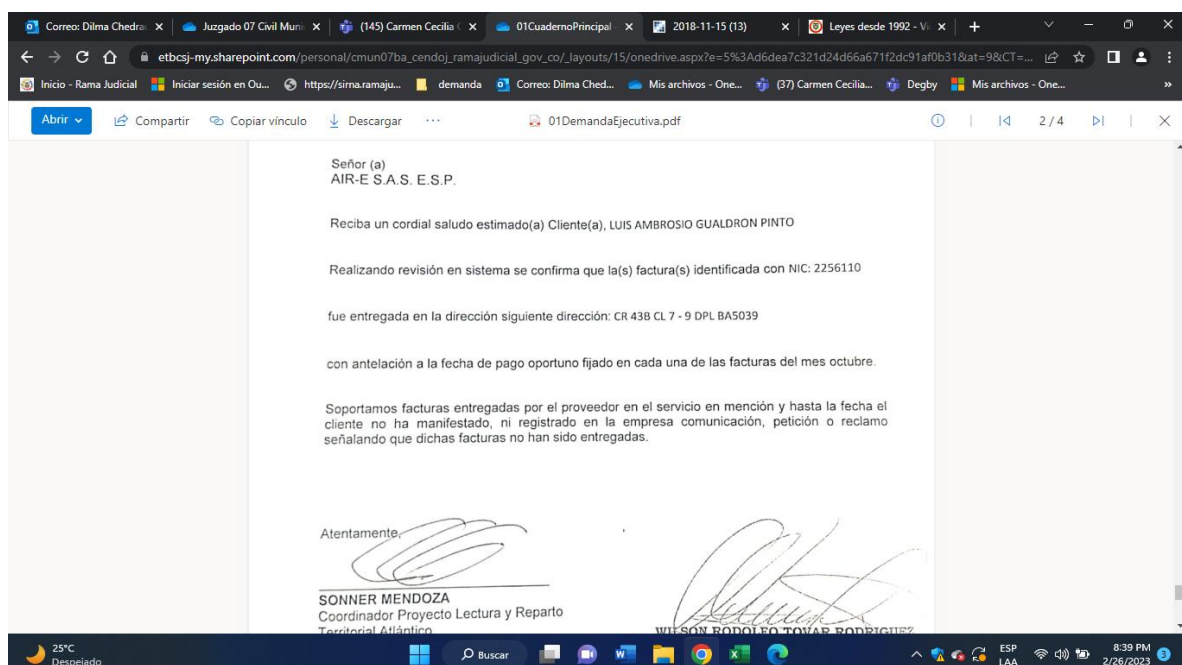 Correo: Dilma Chedra
Juzgado 07 Civil Muni
(145) Carmen Cecilia
01CuadernoPrincipal -
2018-11-15 (13)
Leyes desde 1992 - Vi
etbcsj-my.sharepoint.com/personal/cmun07ba_cendoj_ramajudicial_gov_co/_layouts/15/onedrive.aspx?e=5%3Ad6dea7c321d24d66a671f2dc91af0b31&at=9&CT=...
Inicio - Rama Judicial
Iniciar sesión en Ou...
https://sirna.ramaju...
demanda
Correo: Dilma Ched...
Mis archivos - One...
(37) Carmen Cecilia...
Degby
Mis archivos - One...
»
Abrir
Compartir
Copiar vínculo
Descargar
...
01DemandaEjecutiva.pdf
2 / 4
Señor (a)
AIR-E S.A.S. E.S.P.
Reciba un cordial saludo estimado(a) Cliente(a), LUIS AMBROSIO GUALDRON PINTO
Realizando revisión en sistema se confirma que la(s) factura(s) identificada con NIC: 2256110
fue entregada en la dirección siguiente dirección: CR 43B CL 7 - 9 DPL BA5039
con antelación a la fecha de pago oportuno fijado en cada una de las facturas del mes octubre.
Soportamos facturas entregadas por el proveedor en el servicio en mención y hasta la fecha el
cliente no ha manifestado, ni registrado en la empresa comunicación, petición o reclamo
señalando que dichas facturas no han sido entregadas.
Atentamente,
SONNER MENDOZA
Coordinador Proyecto Lectura y Reparto
Territorial Atlántico
WILSON RODOLFO TOVAR RODRIGUEZ
25°C
Despejado
Buscar
ESP
LAA
8:39 PM
2/26/2023
3